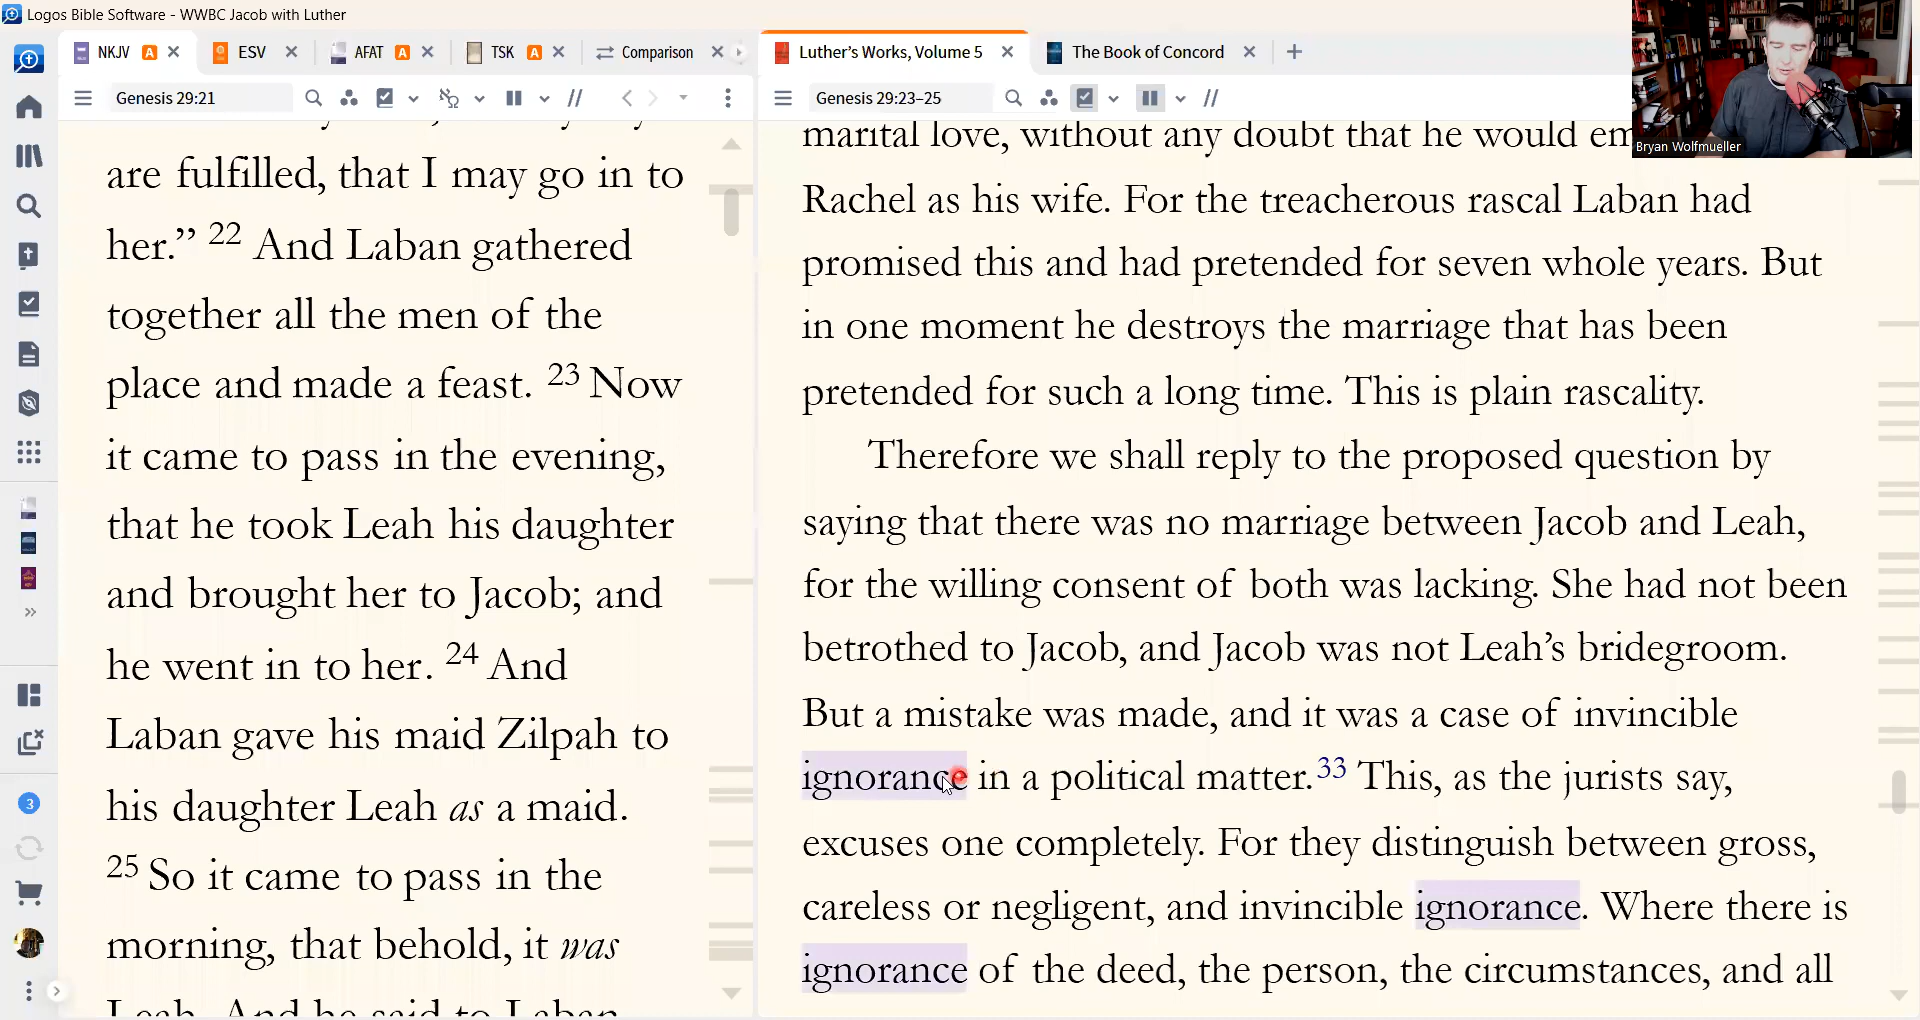 Logos Bible Software - WWBC Jacob with Luther
NKJV A
ESV
AFAT A
TSK A
Comparison
Luther's Works, Volume 5
The Book of Concord
Genesis 29:21
Genesis 29:23–25
Bryan Wolfmueller
are fulfilled, that I may go in to
her.” 22 And Laban gathered
together all the men of the
place and made a feast. 23 Now
it came to pass in the evening,
that he took Leah his daughter
and brought her to Jacob; and
he went in to her. 24 And
Laban gave his maid Zilpah to
his daughter Leah as a maid.
25 So it came to pass in the
morning, that behold, it was
Leah. And he said to Laban
marital love, without any doubt that he would em
Rachel as his wife. For the treacherous rascal Laban had
promised this and had pretended for seven whole years. But
in one moment he destroys the marriage that has been
pretended for such a long time. This is plain rascality.
Therefore we shall reply to the proposed question by
saying that there was no marriage between Jacob and Leah,
for the willing consent of both was lacking. She had not been
betrothed to Jacob, and Jacob was not Leah’s bridegroom.
But a mistake was made, and it was a case of invincible
ignorance in a political matter.33 This, as the jurists say,
excuses one completely. For they distinguish between gross,
careless or negligent, and invincible ignorance. Where there is
ignorance of the deed, the person, the circumstances, and all
3